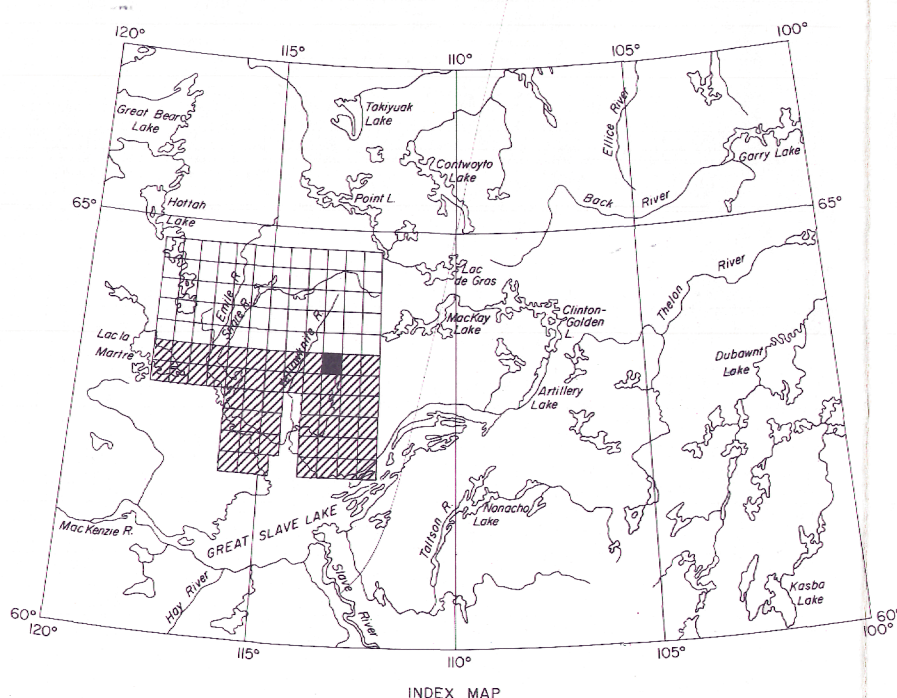 120°
115°
110°
105°
100°
Great Bear
Lake
Takiyuak
Lake
Ellice River
Garry Lake
Contwoyto
Lake
Point L.
Back River
65°
65°
Hottah
Lake
Lac
de Gras
Thelon River
Emile R.
Snare R.
MacKay
Lake
Clinton-
Golden
L.
Yellowknife R.
Lac la
Martre
Dubawnt
Lake
Artillery
Lake
MacKenzie R.
GREAT SLAVE LAKE
Taltson R.
Nonacho
Lake
Hay River
Slave River
Kasba
Lake
60°
120°
115°
110°
105°
60°
100°
INDEX MAP